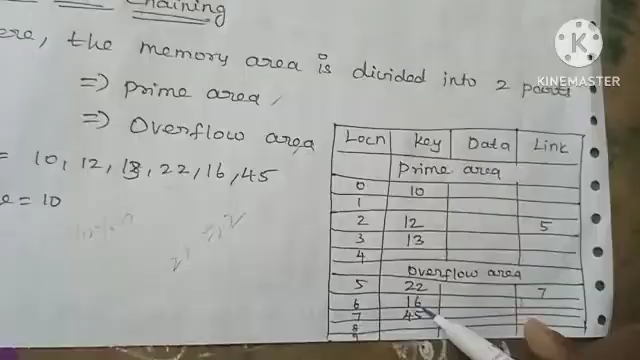 Chaining
the memory area is divided into 2 parts
=> prime area,
=> Overflow area
= 10, 12, 13, 22, 16, 45
= 10
KINEMASTER
Locn Key Data Link
Prime area
0 10
1
2 12 5
3 13
4
Overflow area
5 22 7
6 16
7 45
8
9